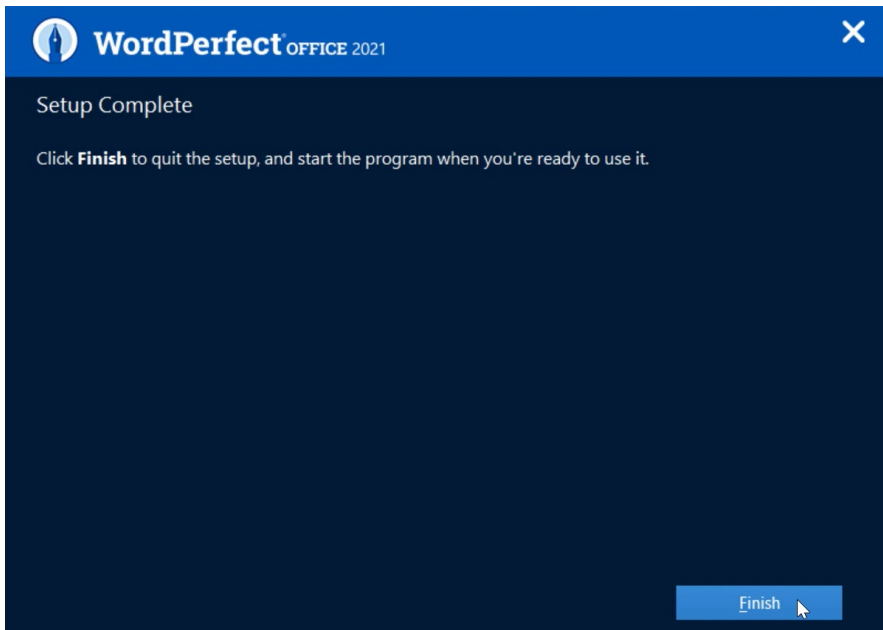 WordPerfect® OFFICE 2021
Setup Complete
Click Finish to quit the setup, and start the program when you're ready to use it.
Finish